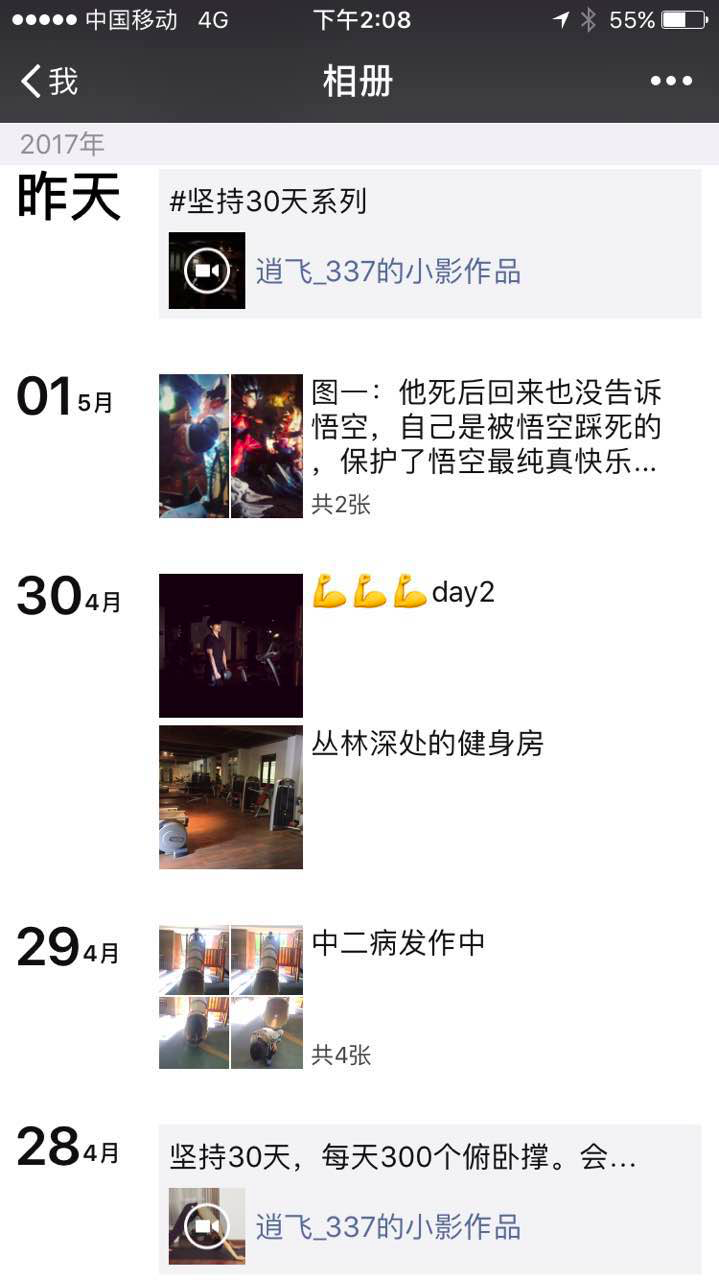 中国移动 4G 下午2:08 55%
我 相册
2017年
昨天
#坚持30天系列
逍飞_337的小影作品
01 5月
图一：他死后回来也没告诉
悟空，自己是被悟空踩死的
，保护了悟空最纯真快乐...
共2张
30 4月
💪💪💪day2
丛林深处的健身房
29 4月
中二病发作中
共4张
28 4月
坚持30天，每天300个俯卧撑。会...
逍飞_337的小影作品